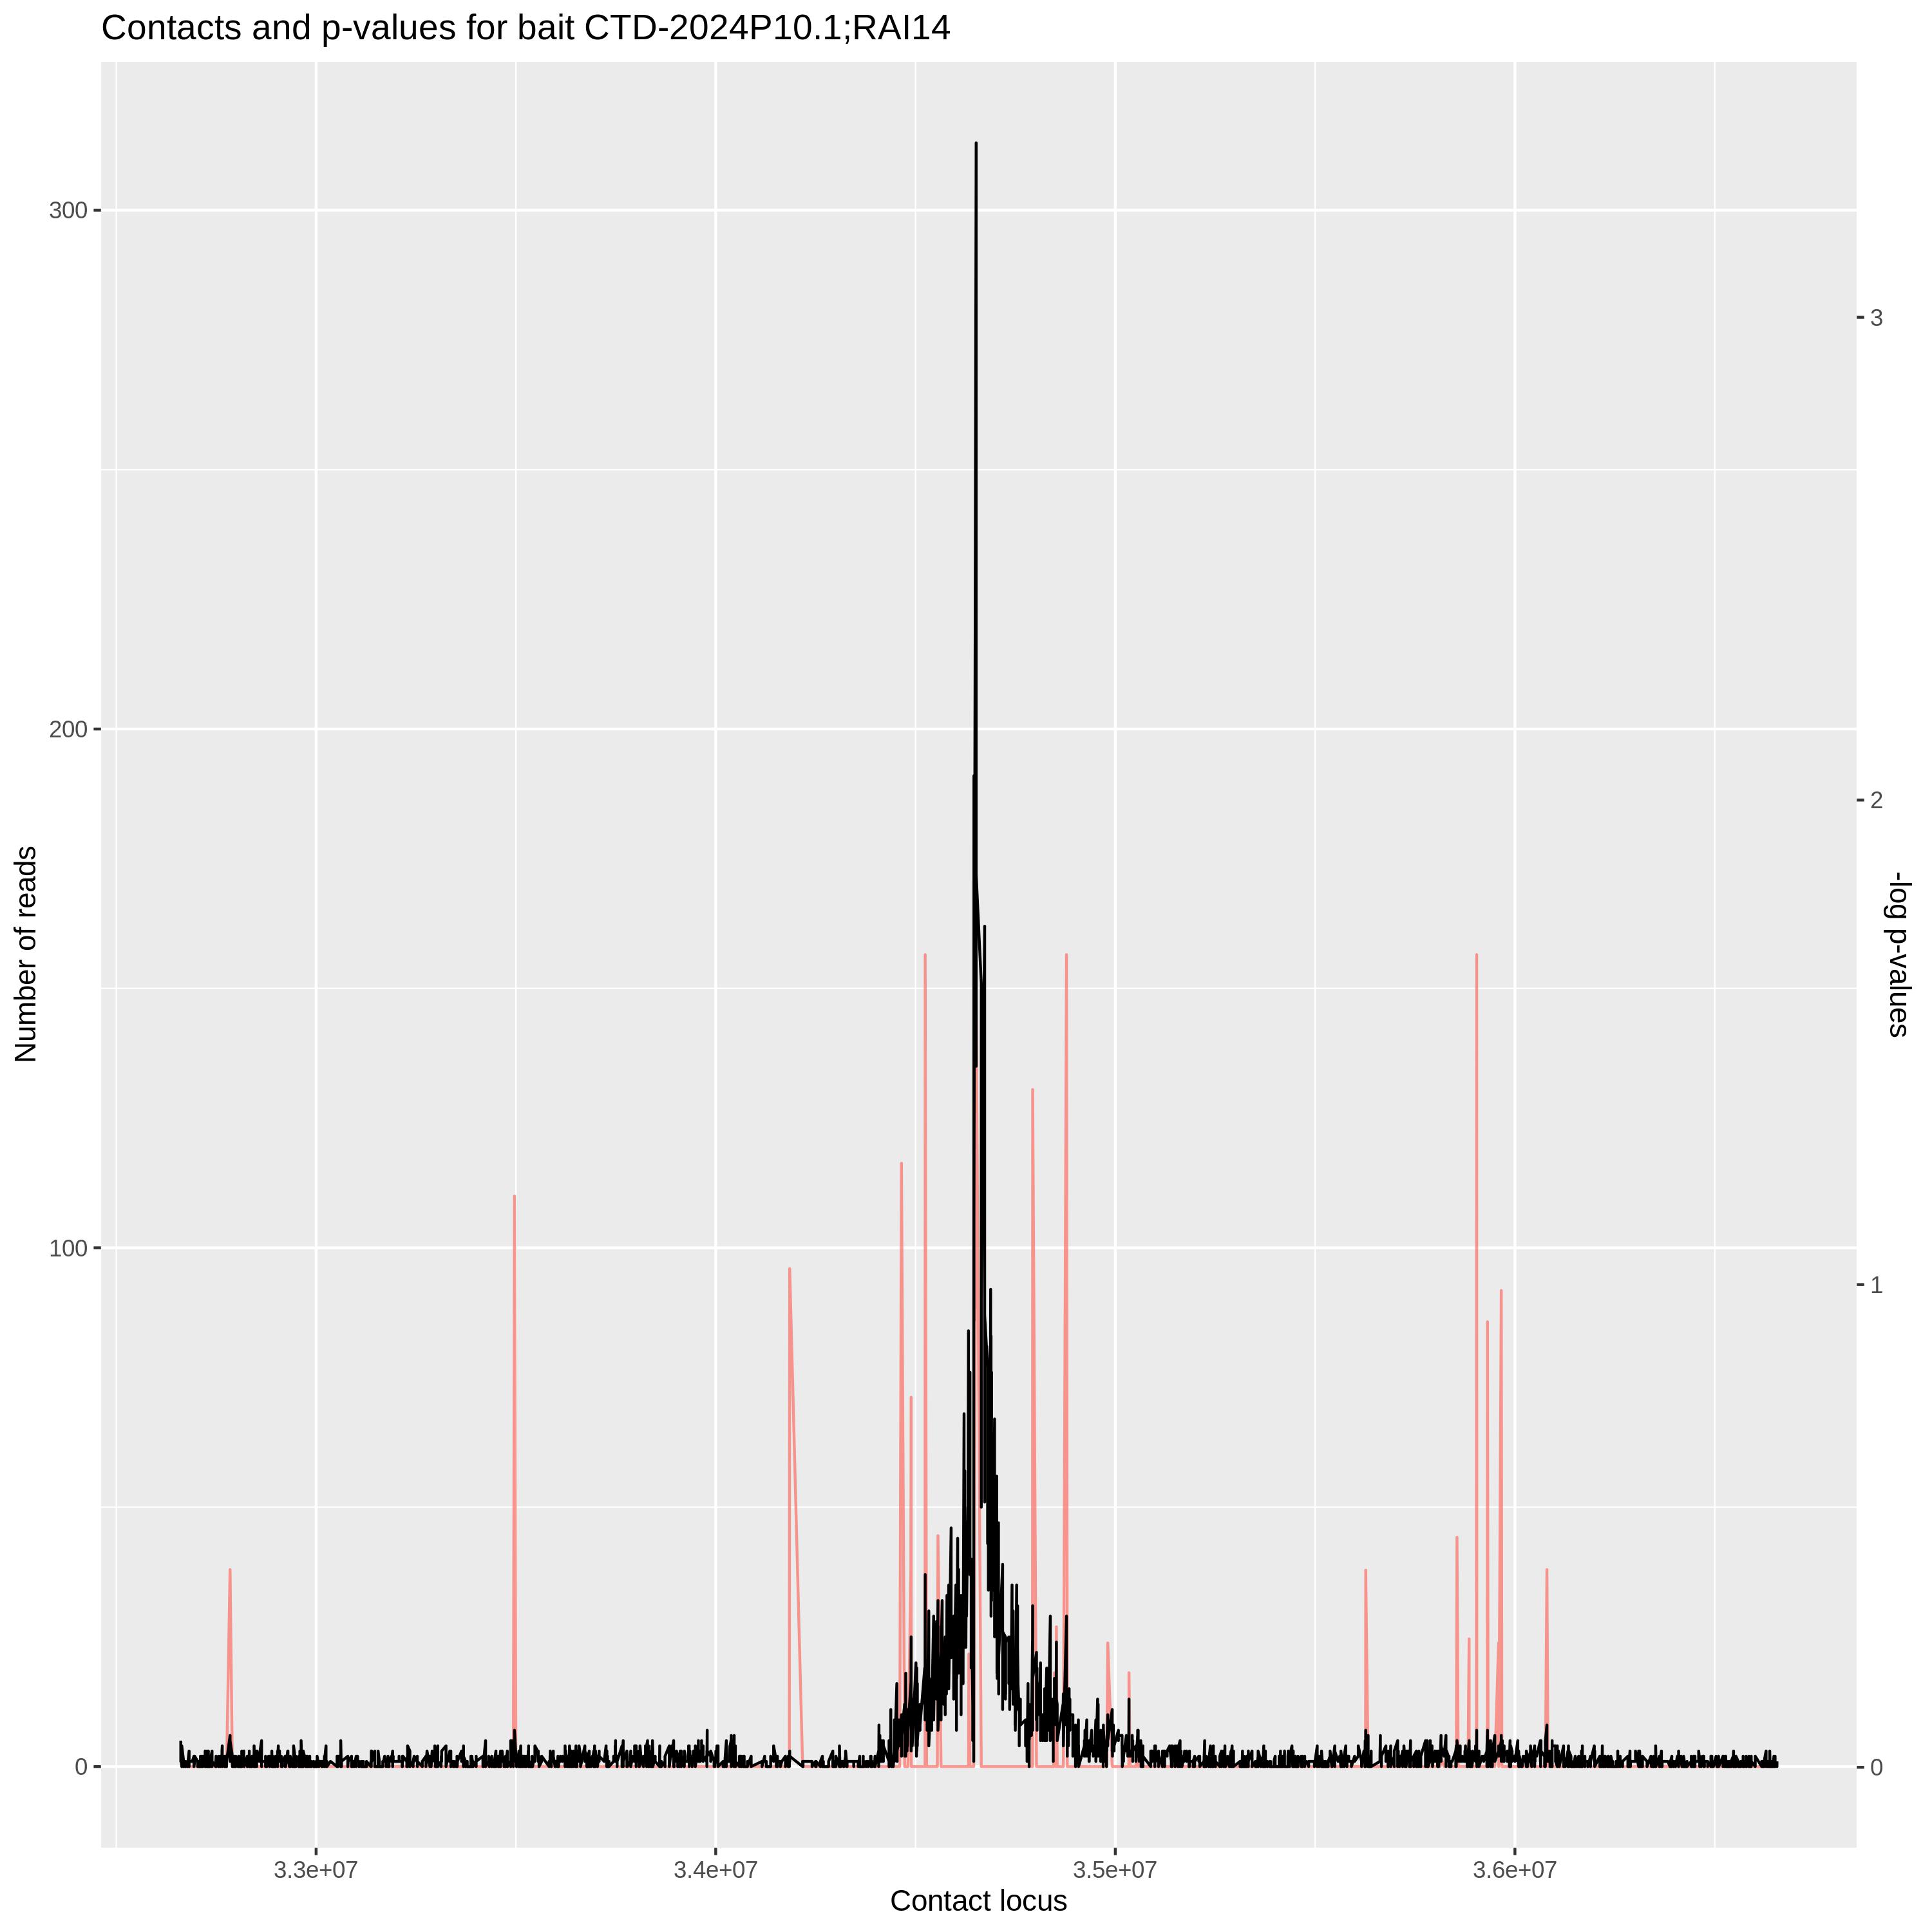 Contacts and p-values for bait CTD-2024P10.1;RAI14
300
200
100
0
3
2
1
0
Number of reads
-log p-values
3.3e+07 3.4e+07 3.5e+07 3.6e+07
Contact locus